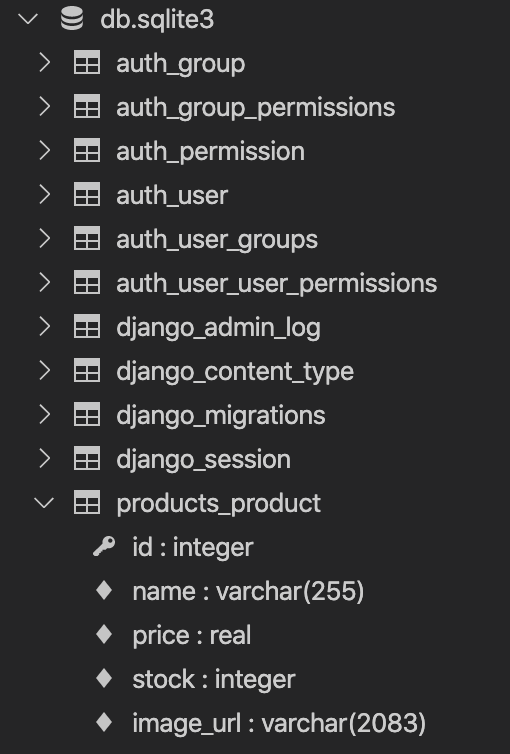 db.sqlite3
auth_group
auth_group_permissions
auth_permission
auth_user
auth_user_groups
auth_user_user_permissions
django_admin_log
django_content_type
django_migrations
django_session
products_product
id : integer
name : varchar(255)
price : real
stock : integer
image_url : varchar(2083)